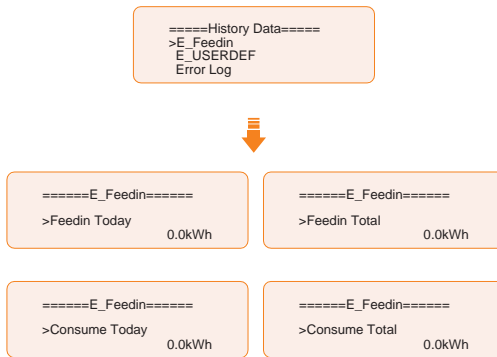 =====History Data=====
>E_Feedin
E_USERDEF
Error Log
======E_Feedin======
>Feedin Today
0.0kWh
======E_Feedin======
>Feedin Total
0.0kWh
======E_Feedin======
>Consume Today
0.0kWh
======E_Feedin======
>Consume Total
0.0kWh